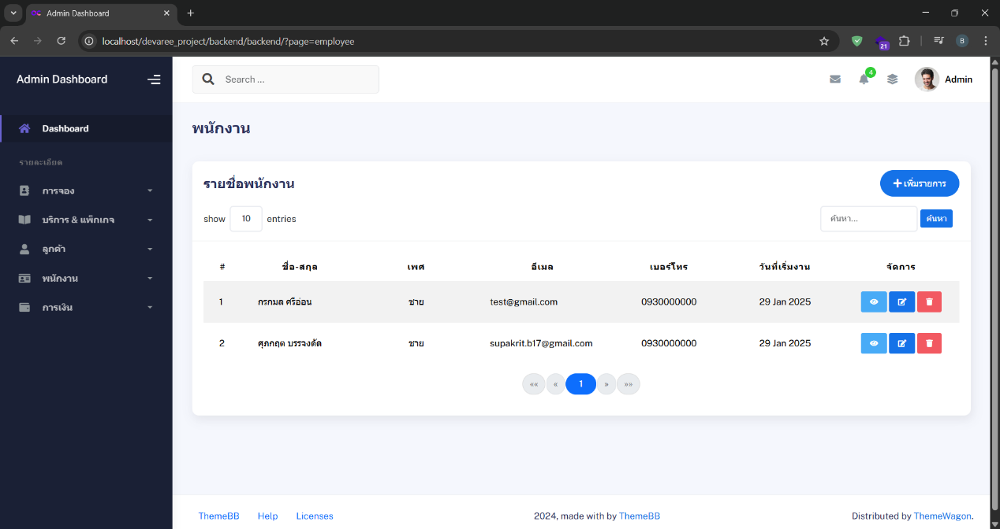 Admin Dashboard
localhost/devaree_project/backend/backend/?page=employee
21
B
Admin Dashboard
Search ...
4
Admin
Dashboard
รายละเอียด
การจอง
บริการ & แพ็กเกจ
ลูกค้า
พนักงาน
การเงิน
พนักงาน
รายชื่อพนักงาน
เพิ่มรายการ
show 10 entries
ค้นหา... ค้นหา
# ชื่อ-สกุล เพศ อีเมล เบอร์โทร วันที่เริ่มงาน จัดการ
1 กรกมล ศรีอ่อน ชาย test@gmail.com 0930000000 29 Jan 2025
2 ศุภกฤต บรรจงดัด ชาย supakrit.b17@gmail.com 0930000000 29 Jan 2025
«« « 1 » »»
ThemeBB Help Licenses 2024, made with by ThemeBB Distributed by ThemeWagon.